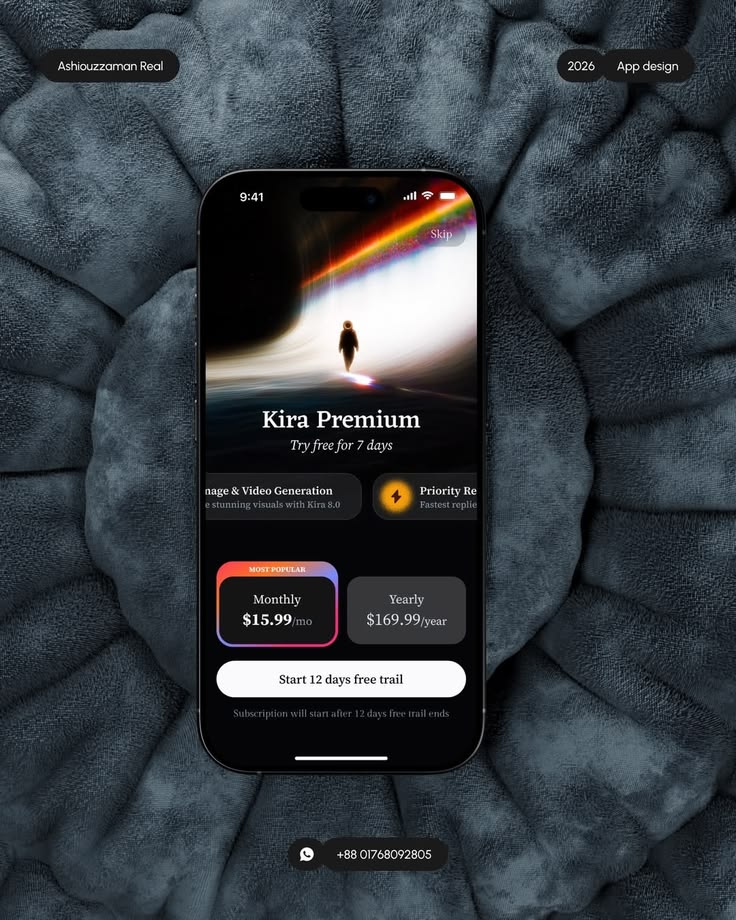 Ashiouzzaman Real
2026
App design
9:41
Skip
Kira Premium
Try free for 7 days
mage & Video Generation
e stunning visuals with Kira 8.0
Priority Re
Fastest replie
MOST POPULAR
Monthly
$15.99/mo
Yearly
$169.99/year
Start 12 days free trail
Subscription will start after 12 days free trail ends
+88 01768092805